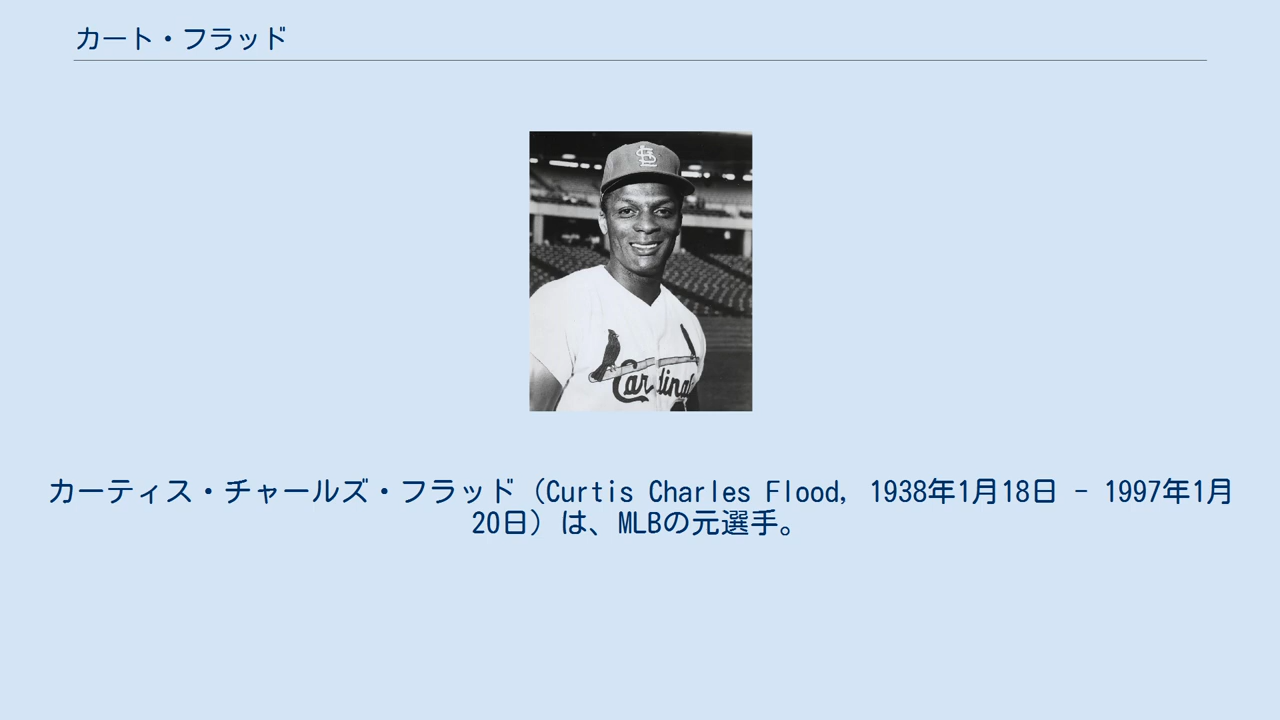 カート・フラッド
StL
Cardinals
カーティス・チャールズ・フラッド（Curtis Charles Flood, 1938年1月18日 - 1997年1月
20日）は、MLBの元選手。